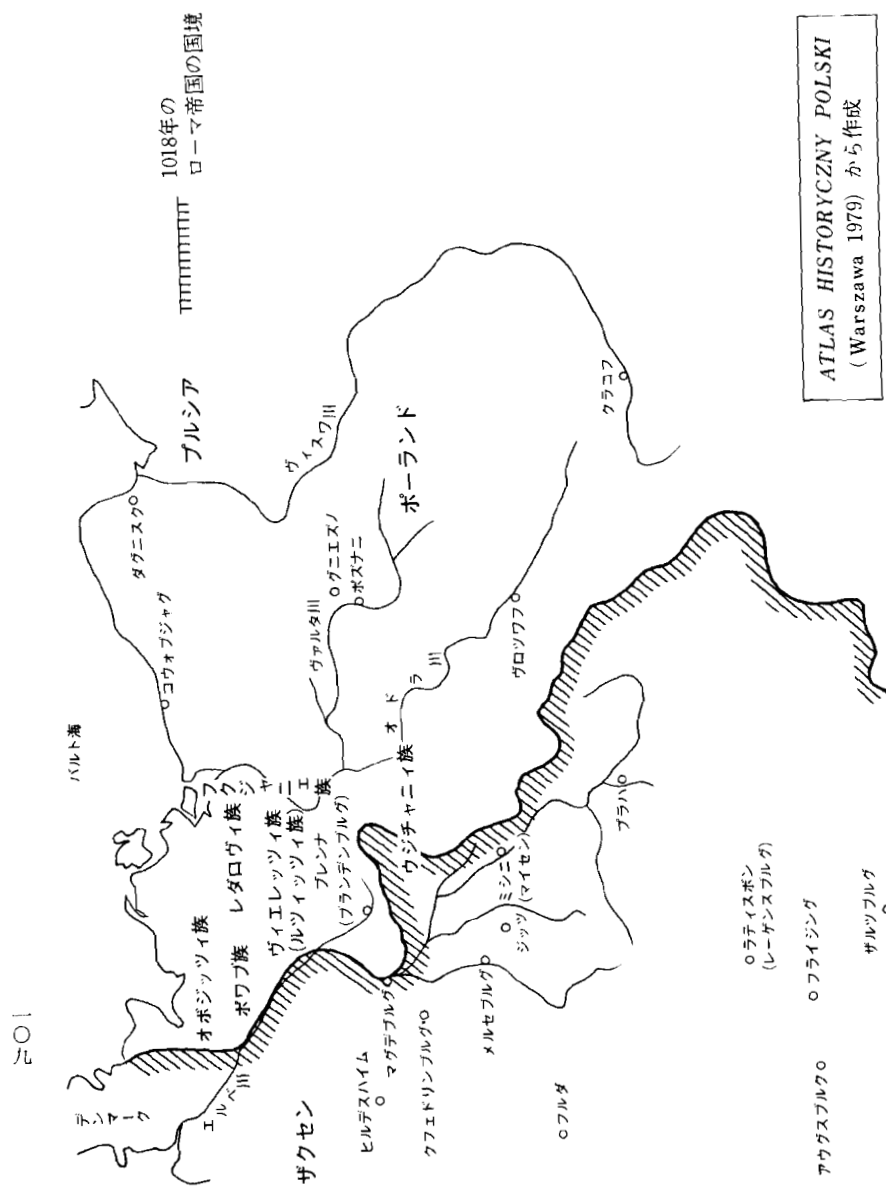 一〇九
1018年の
ローマ帝国の国境
バルト海
デンマーク
プルシア
ダグニスク
コウォブジャグ
ヴィスワ川
オボジッツィ族
ポワブ族
レダロヴィ族
ヴィエレッツィ族
(ルツィッツィ族)
フクジャニエ族
エルベ川
ブレンナ
(ブランデンブルグ)
ヴァルタ川
グニエズノ
ポズナニ
ポーランド
ザクセン
ヒルデスハイム
マグデブルグ
クフェドリンブルグ
ウジチャニィ族
オドラ川
ヴロツワフ
クラコフ
メルセブルグ
ジッツ
ミシニ
(マイセン)
プラハ
フルダ
ラティスボン
(レーゲンスブルグ)
フライジング
アウグスブルク
ザルツブルグ
ATLAS HISTORYCZNY POLSKI
(Warszawa 1979) から作成